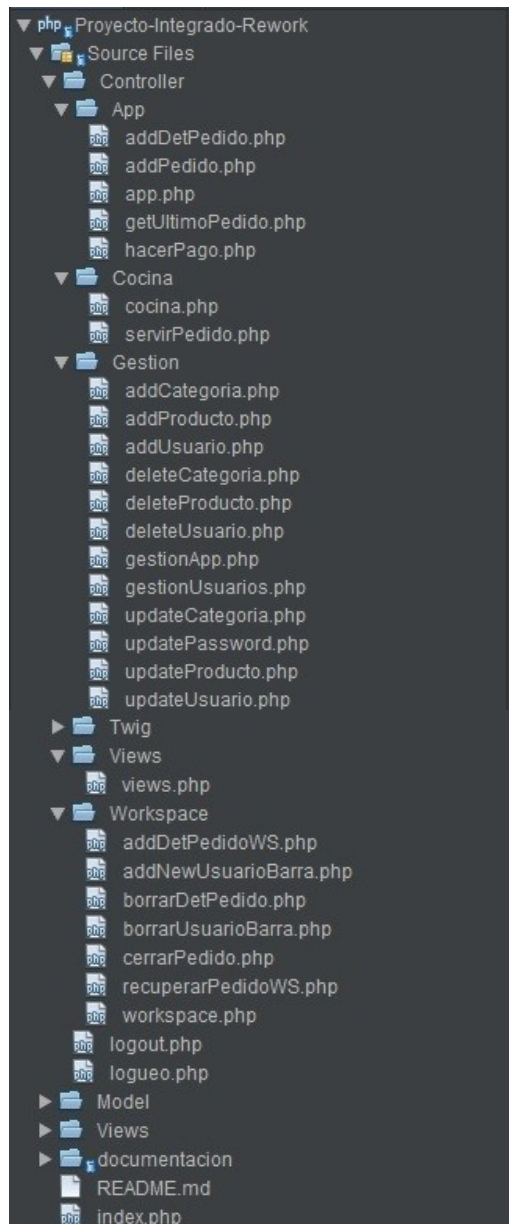 Proyecto-Integrado-Rework
Source Files
Controller
App
addDetPedido.php
addPedido.php
app.php
getUltimoPedido.php
hacerPago.php
Cocina
cocina.php
servirPedido.php
Gestion
addCategoria.php
addProducto.php
addUsuario.php
deleteCategoria.php
deleteProducto.php
deleteUsuario.php
gestionApp.php
gestionUsuarios.php
updateCategoria.php
updatePassword.php
updateProducto.php
updateUsuario.php
Twig
Views
views.php
Workspace
addDetPedidoWS.php
addNewUsuarioBarra.php
borrarDetPedido.php
borrarUsuarioBarra.php
cerrarPedido.php
recuperarPedidoWS.php
workspace.php
logout.php
logueo.php
Model
Views
documentacion
README.md
index.php